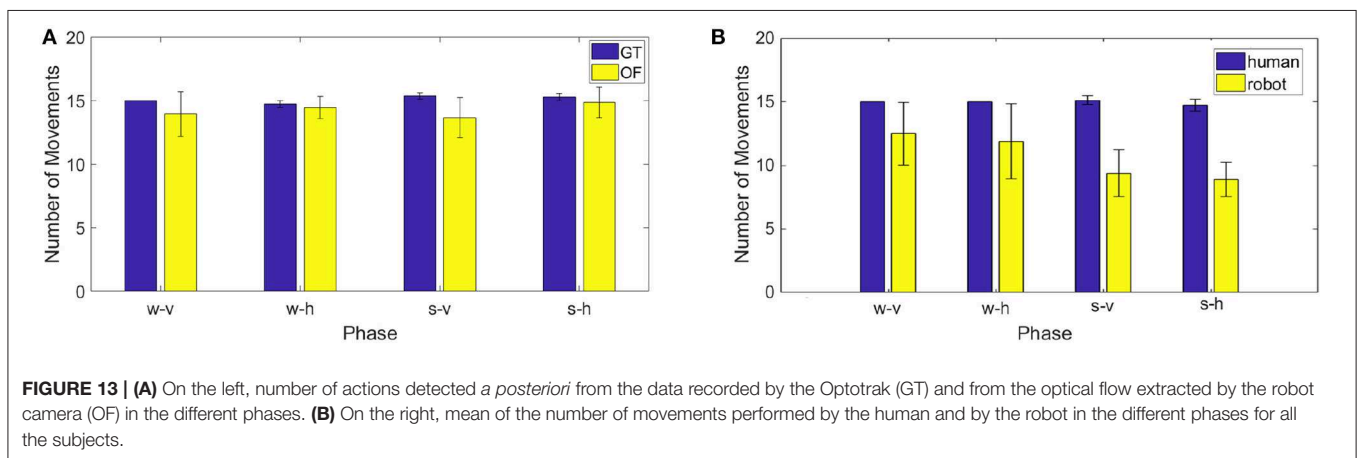 A
20
15
10
5
0
Number of Movements
GT
OF
w-v
w-h
s-v
s-h
Phase
B
20
15
10
5
0
Number of Movements
human
robot
w-v
w-h
s-v
s-h
Phase
FIGURE 13 | (A) On the left, number of actions detected a posteriori from the data recorded by the Optotrak (GT) and from the optical flow extracted by the robot
camera (OF) in the different phases. (B) On the right, mean of the number of movements performed by the human and by the robot in the different phases for all
the subjects.